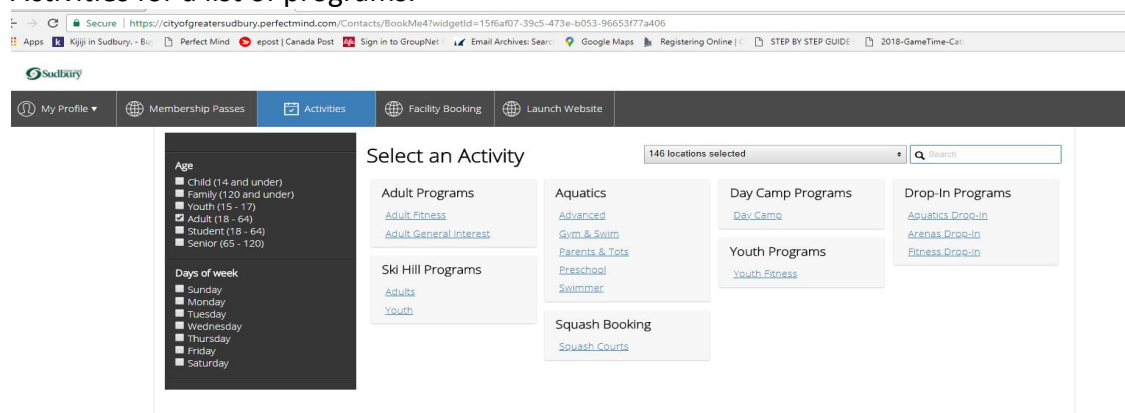 Activities for a list of programs.
Secure | https://cityofgreatersudbury.perfectmind.com/Contacts/BookMe4?widgetId=15f6af07-39c5-473e-b053-96653f77a406
Apps Kijiji in Sudbury. - Bu Perfect Mind epost | Canada Post Sign in to GroupNet Email Archives: Searc Google Maps Registering Online | C STEP BY STEP GUIDE 2018-GameTime-Cat
Sudbury
My Profile ▾ Membership Passes Activities Facility Booking Launch Website
Age
Child (14 and under)
Family (120 and under)
Youth (15 - 17)
Adult (18 - 64)
Student (18 - 64)
Senior (65 - 120)
Days of week
Sunday
Monday
Tuesday
Wednesday
Thursday
Friday
Saturday
Select an Activity
146 locations selected
Search
Adult Programs
Adult Fitness
Adult General Interest
Ski Hill Programs
Adults
Youth
Aquatics
Advanced
Gym & Swim
Parents & Tots
Preschool
Swimmer
Squash Booking
Squash Courts
Day Camp Programs
Day Camp
Youth Programs
Youth Fitness
Drop-In Programs
Aquatics Drop-In
Arenas Drop-In
Fitness Drop-In